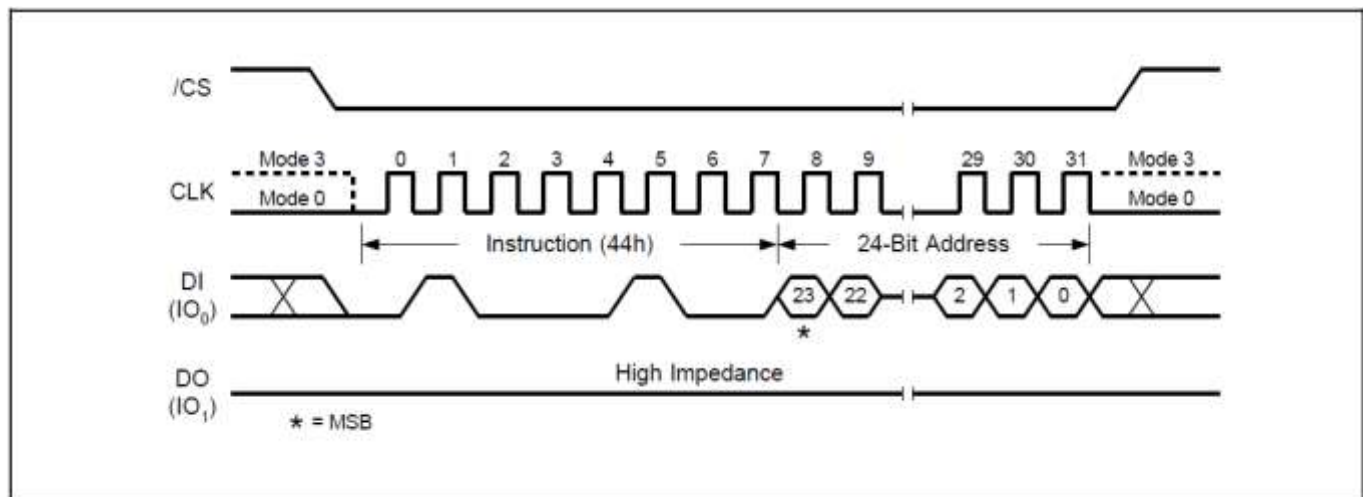 /CS
Mode 3 0 1 2 3 4 5 6 7 8 9 29 30 31 Mode 3
CLK
Mode 0 Mode 0
Instruction (44h) 24-Bit Address
DI
(IO₀)
23 22 2 1 0
*
High Impedance
DO
(IO₁)
* = MSB